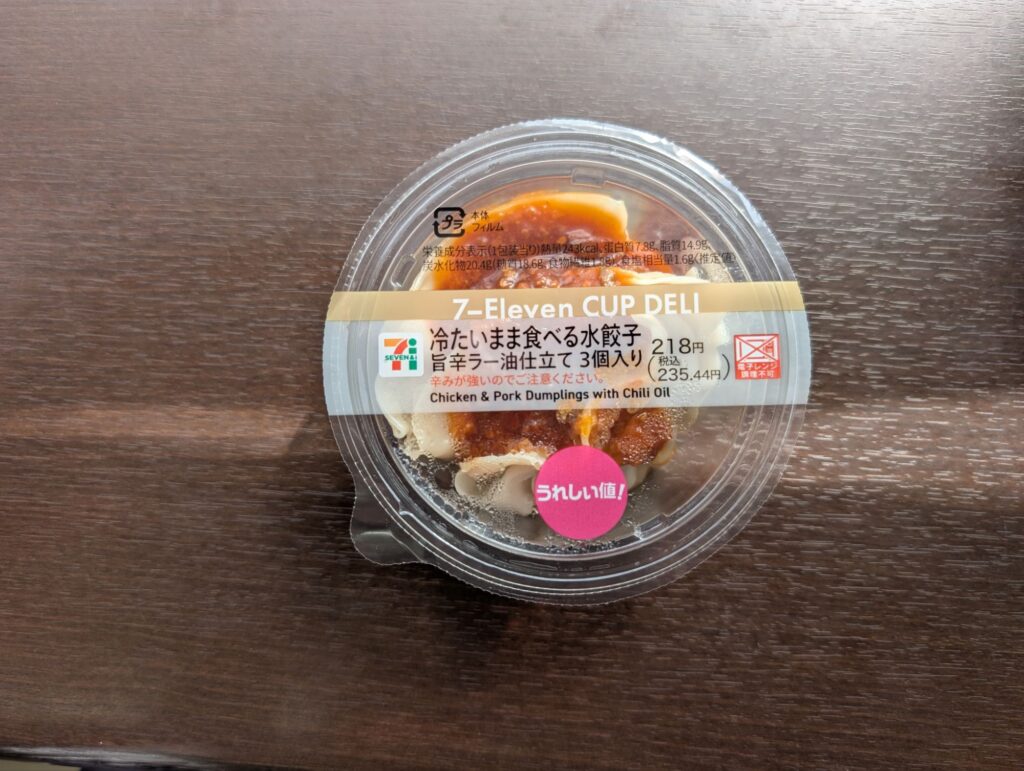 プラ
本体
フィルム
栄養成分表示(1包装当り)熱量243kcal、蛋白質7.8g、脂質14.9g、
炭水化物20.4g(糖質18.6g、食物繊維1.8g)、食塩相当量1.6g(推定値)
7-Eleven CUP DELI
7i
SEVEN&i
冷たいまま食べる水餃子
旨辛ラー油仕立て 3個入り
218円
(税込
235.44円)
電子レンジ
調理不可
辛みが強いのでご注意ください。
Chicken & Pork Dumplings with Chili Oil
うれしい値!